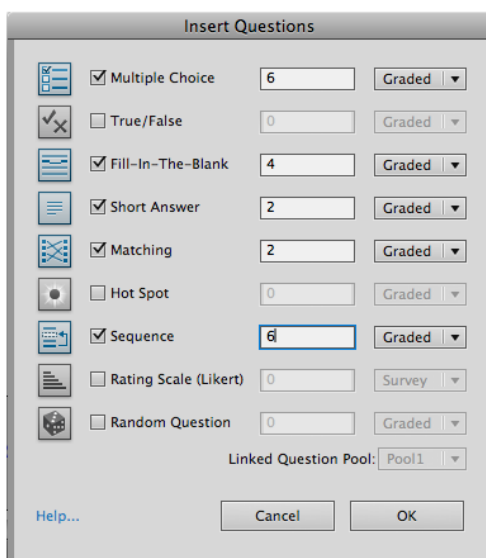 Insert Questions
Multiple Choice 6 Graded
True/False 0 Graded
Fill-In-The-Blank 4 Graded
Short Answer 2 Graded
Matching 2 Graded
Hot Spot 0 Graded
Sequence 6 Graded
Rating Scale (Likert) 0 Survey
Random Question 0 Graded
Linked Question Pool: Pool1
Help... Cancel OK